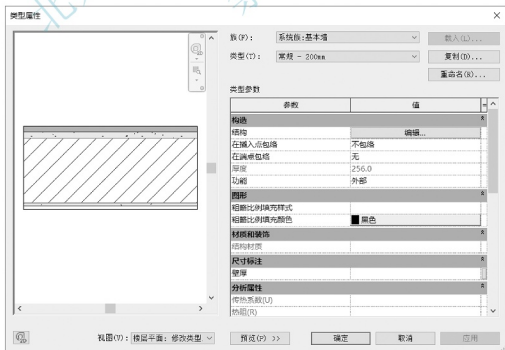 类型属性
族(F): 系统族:基本墙 载入(L)...
类型(T): 常规 - 200mm 复制(D)...
重命名(R)...
类型参数
参数 值 =
构造
结构 编辑...
在插入点包络 不包络
在端点包络 无
厚度 256.0
功能 外部
图形
粗略比例填充样式
粗略比例填充颜色 黑色
材质和装饰
结构材质
尺寸标注
壁厚
分析属性
传热系数(U)
热阻(R)
视图(V): 楼层平面: 修改类型 预览(P) >> 确定 取消 应用